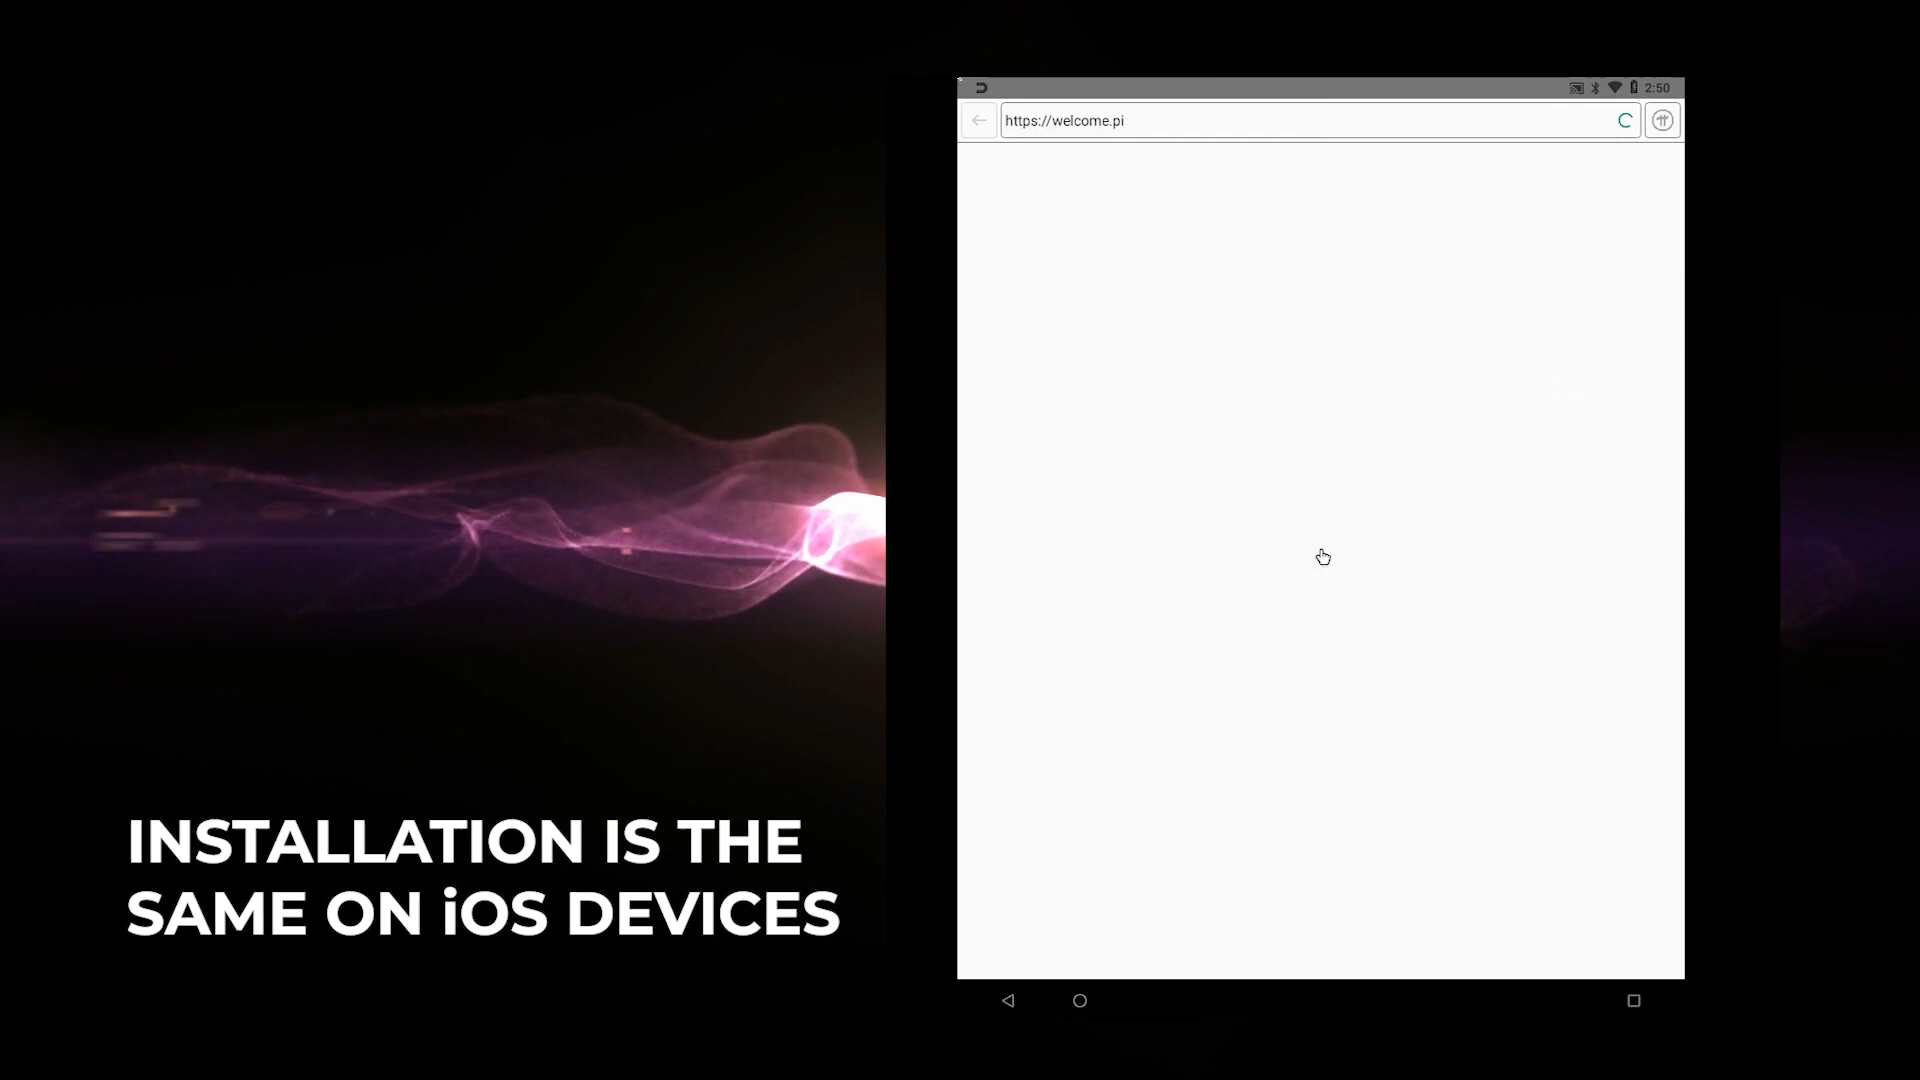 2:50
https://welcome.pi
INSTALLATION IS THE
SAME ON iOS DEVICES